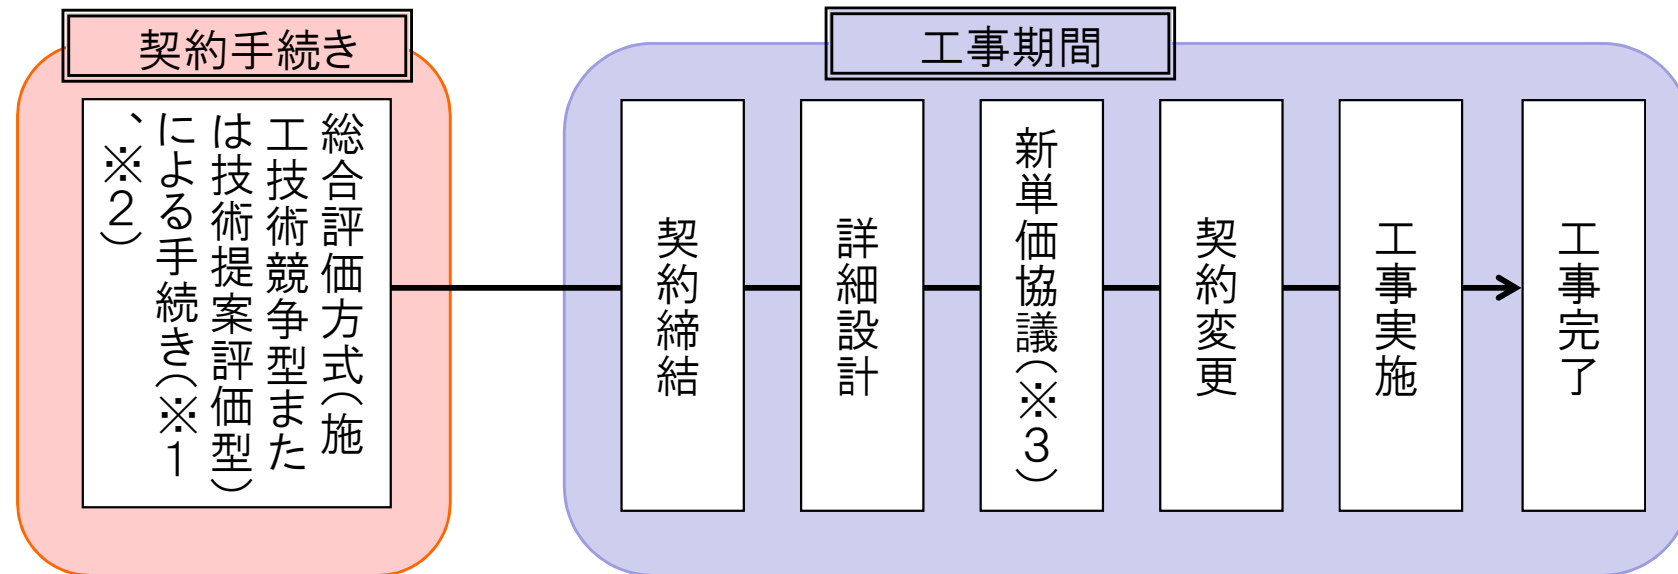 契約手続き
総合評価方式(施
工技術競争型また
は技術提案評価型)
による手続き(※1
、※2)
工事期間
契約締結
詳細設計
新単価協議(※3)
契約変更
工事実施
工事完了